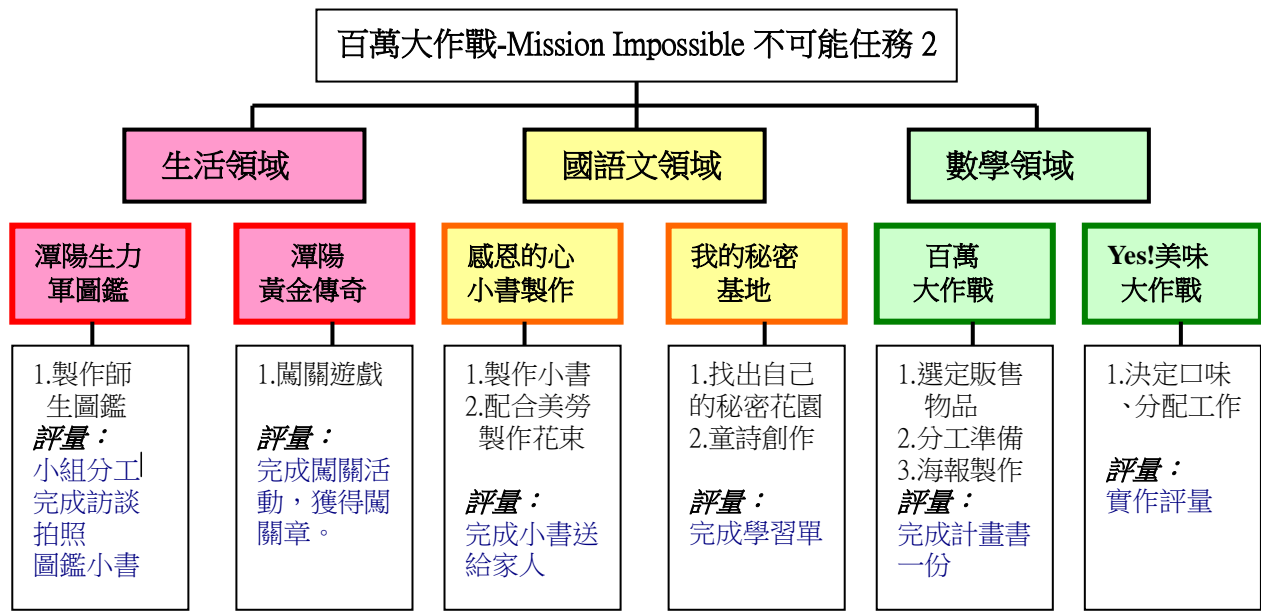 百萬大作戰-Mission Impossible 不可能任務 2
生活領域
國語文領域
數學領域
潭陽生力
軍圖鑑
潭陽
黃金傳奇
感恩的心
小書製作
我的秘密
基地
百萬
大作戰
Yes!美味
大作戰
1.製作師
生圖鑑
評量：
小組分工
完成訪談
拍照
圖鑑小書
1.闖關遊戲
評量：
完成闖關活
動，獲得闖
關章。
1.製作小書
2.配合美勞
製作花束
評量：
完成小書送
給家人
1.找出自己
的秘密花園
2.童詩創作
評量：
完成學習單
1.選定販售
物品
2.分工準備
3.海報製作
評量：
完成計畫書
一份
1.決定口味
、分配工作
評量：
實作評量